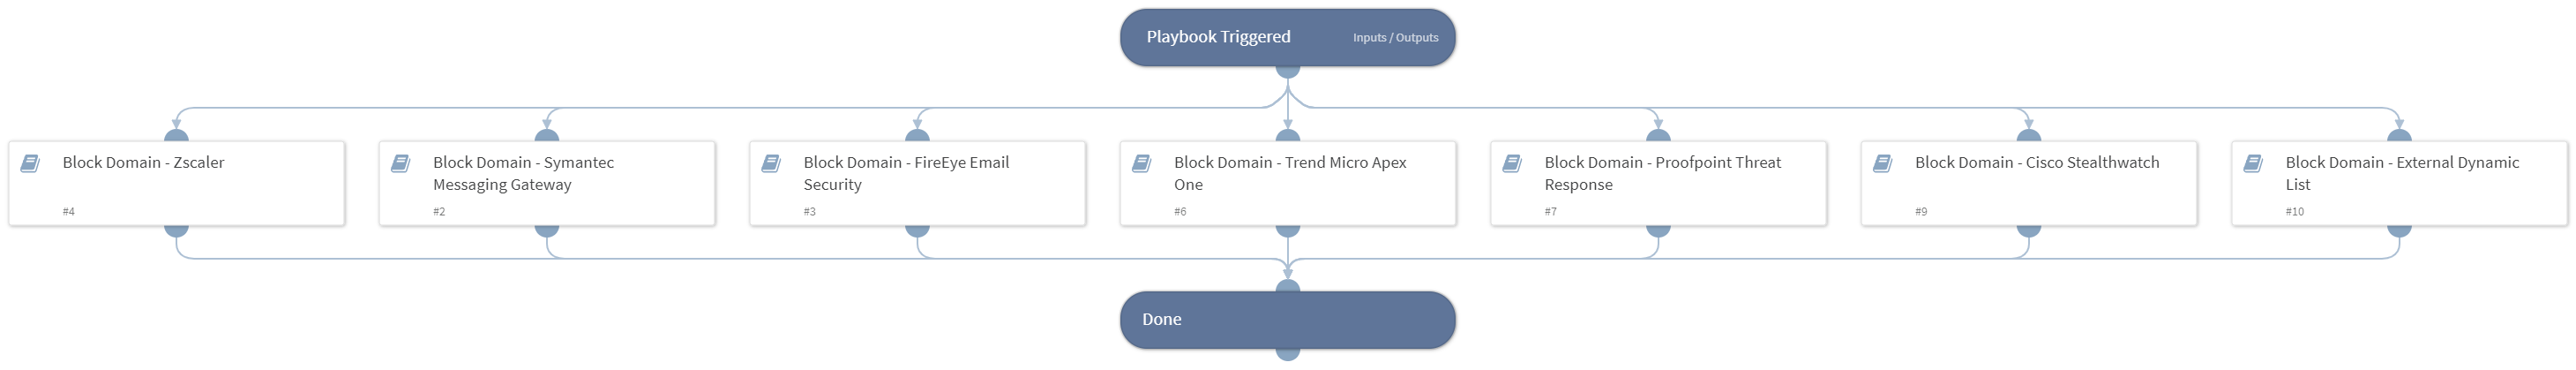 Playbook Triggered
Inputs / Outputs
Block Domain - Zscaler
#4
Block Domain - Symantec
Messaging Gateway
#2
Block Domain - FireEye Email
Security
#3
Block Domain - Trend Micro Apex
One
#6
Block Domain - Proofpoint Threat
Response
#7
Block Domain - Cisco Stealthwatch
#9
Block Domain - External Dynamic
List
#10
Done